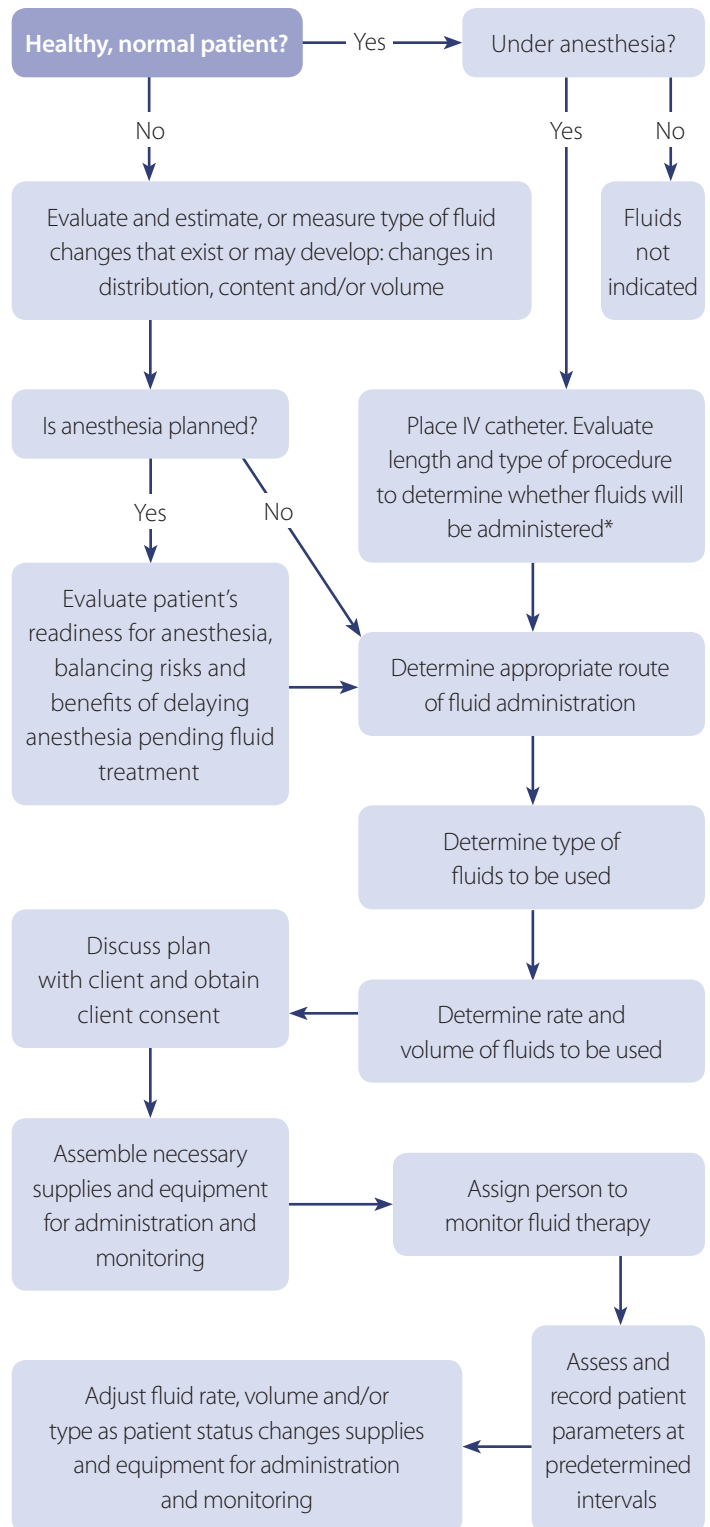 Healthy, normal patient?
Yes
Under anesthesia?
No
Yes
No
Evaluate and estimate, or measure type of fluid
changes that exist or may develop: changes in
distribution, content and/or volume
Fluids
not
indicated
Is anesthesia planned?
Place IV catheter. Evaluate
length and type of procedure
to determine whether fluids will
be administered*
Yes
No
Evaluate patient’s
readiness for anesthesia,
balancing risks and
benefits of delaying
anesthesia pending fluid
treatment
Determine appropriate route
of fluid administration
Determine type of
fluids to be used
Determine rate and
volume of fluids to be used
Discuss plan
with client and obtain
client consent
Assemble necessary
supplies and equipment
for administration and
monitoring
Assign person to
monitor fluid therapy
Assess and
record patient
parameters at
predetermined
intervals
Adjust fluid rate, volume and/or
type as patient status changes supplies
and equipment for administration
and monitoring